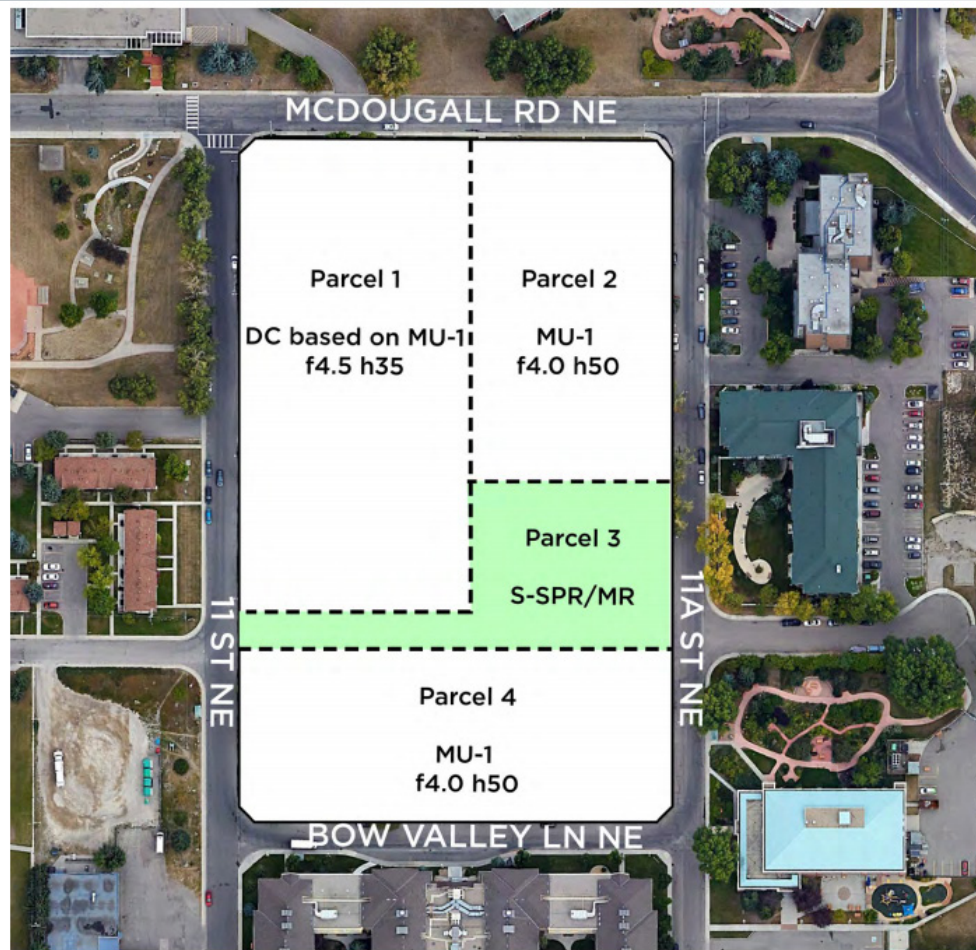 MCDOUGALL RD NE
Parcel 1
DC based on MU-1
f4.5 h35
Parcel 2
MU-1
f4.0 h50
Parcel 3
S-SPR/MR
11 ST NE
11A ST NE
Parcel 4
MU-1
f4.0 h50
BOW VALLEY LN NE